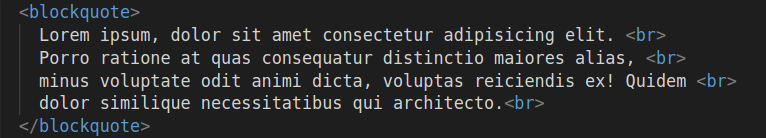 <blockquote>
Lorem ipsum, dolor sit amet consectetur adipisicing elit. <br>
Porro ratione at quas consequatur distinctio maiores alias, <br>
minus voluptate odit animi dicta, voluptas reiciendis ex! Quidem <br>
dolor similique necessitatibus qui architecto.<br>
</blockquote>